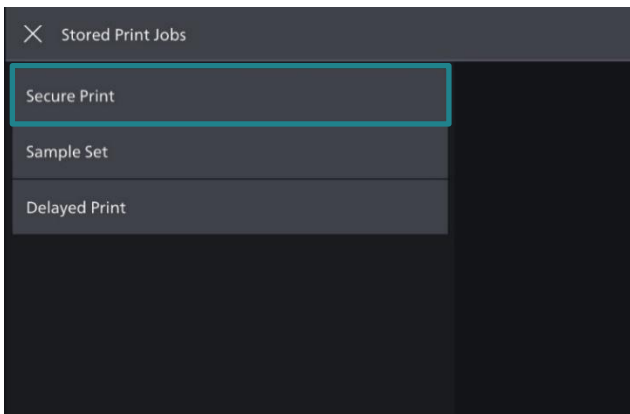 Stored Print Jobs
Secure Print
Sample Set
Delayed Print